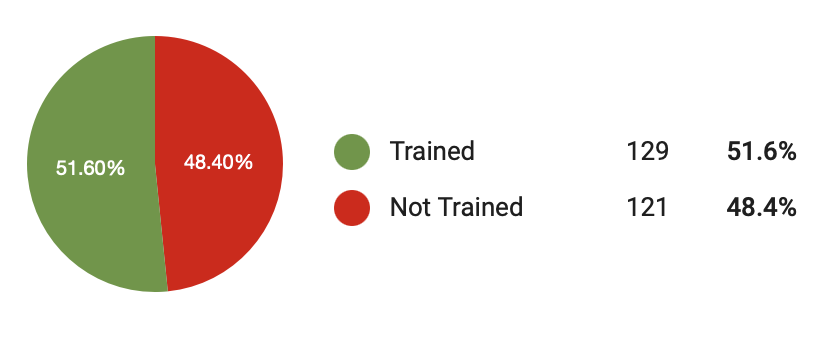 51.60%
48.40%
Trained 129 51.6%
Not Trained 121 48.4%